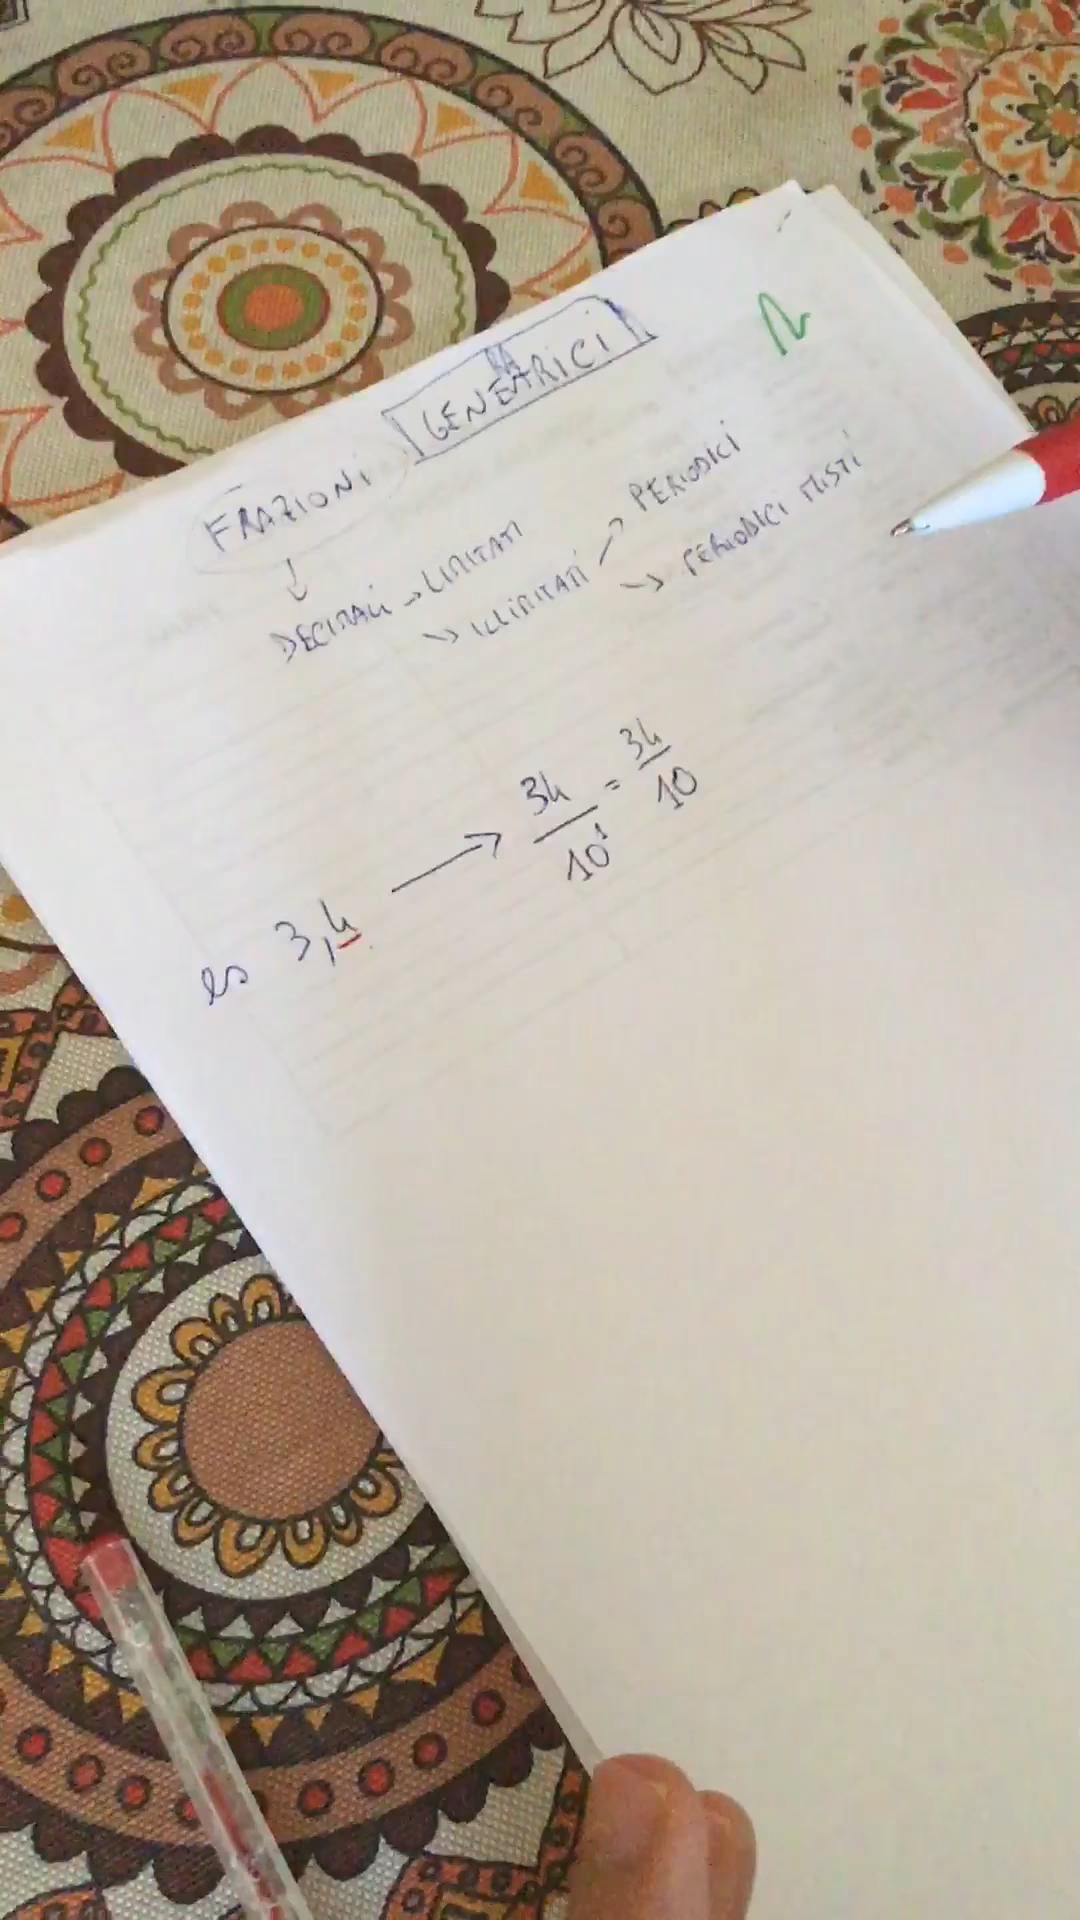 FRAZIONI GENERATRICI
DECIMALI → LIMITATI
→ ILLIMITATI → PERIODICI
→ PERIODICI MISTI
es 3,4 → 34/10¹ = 34/10